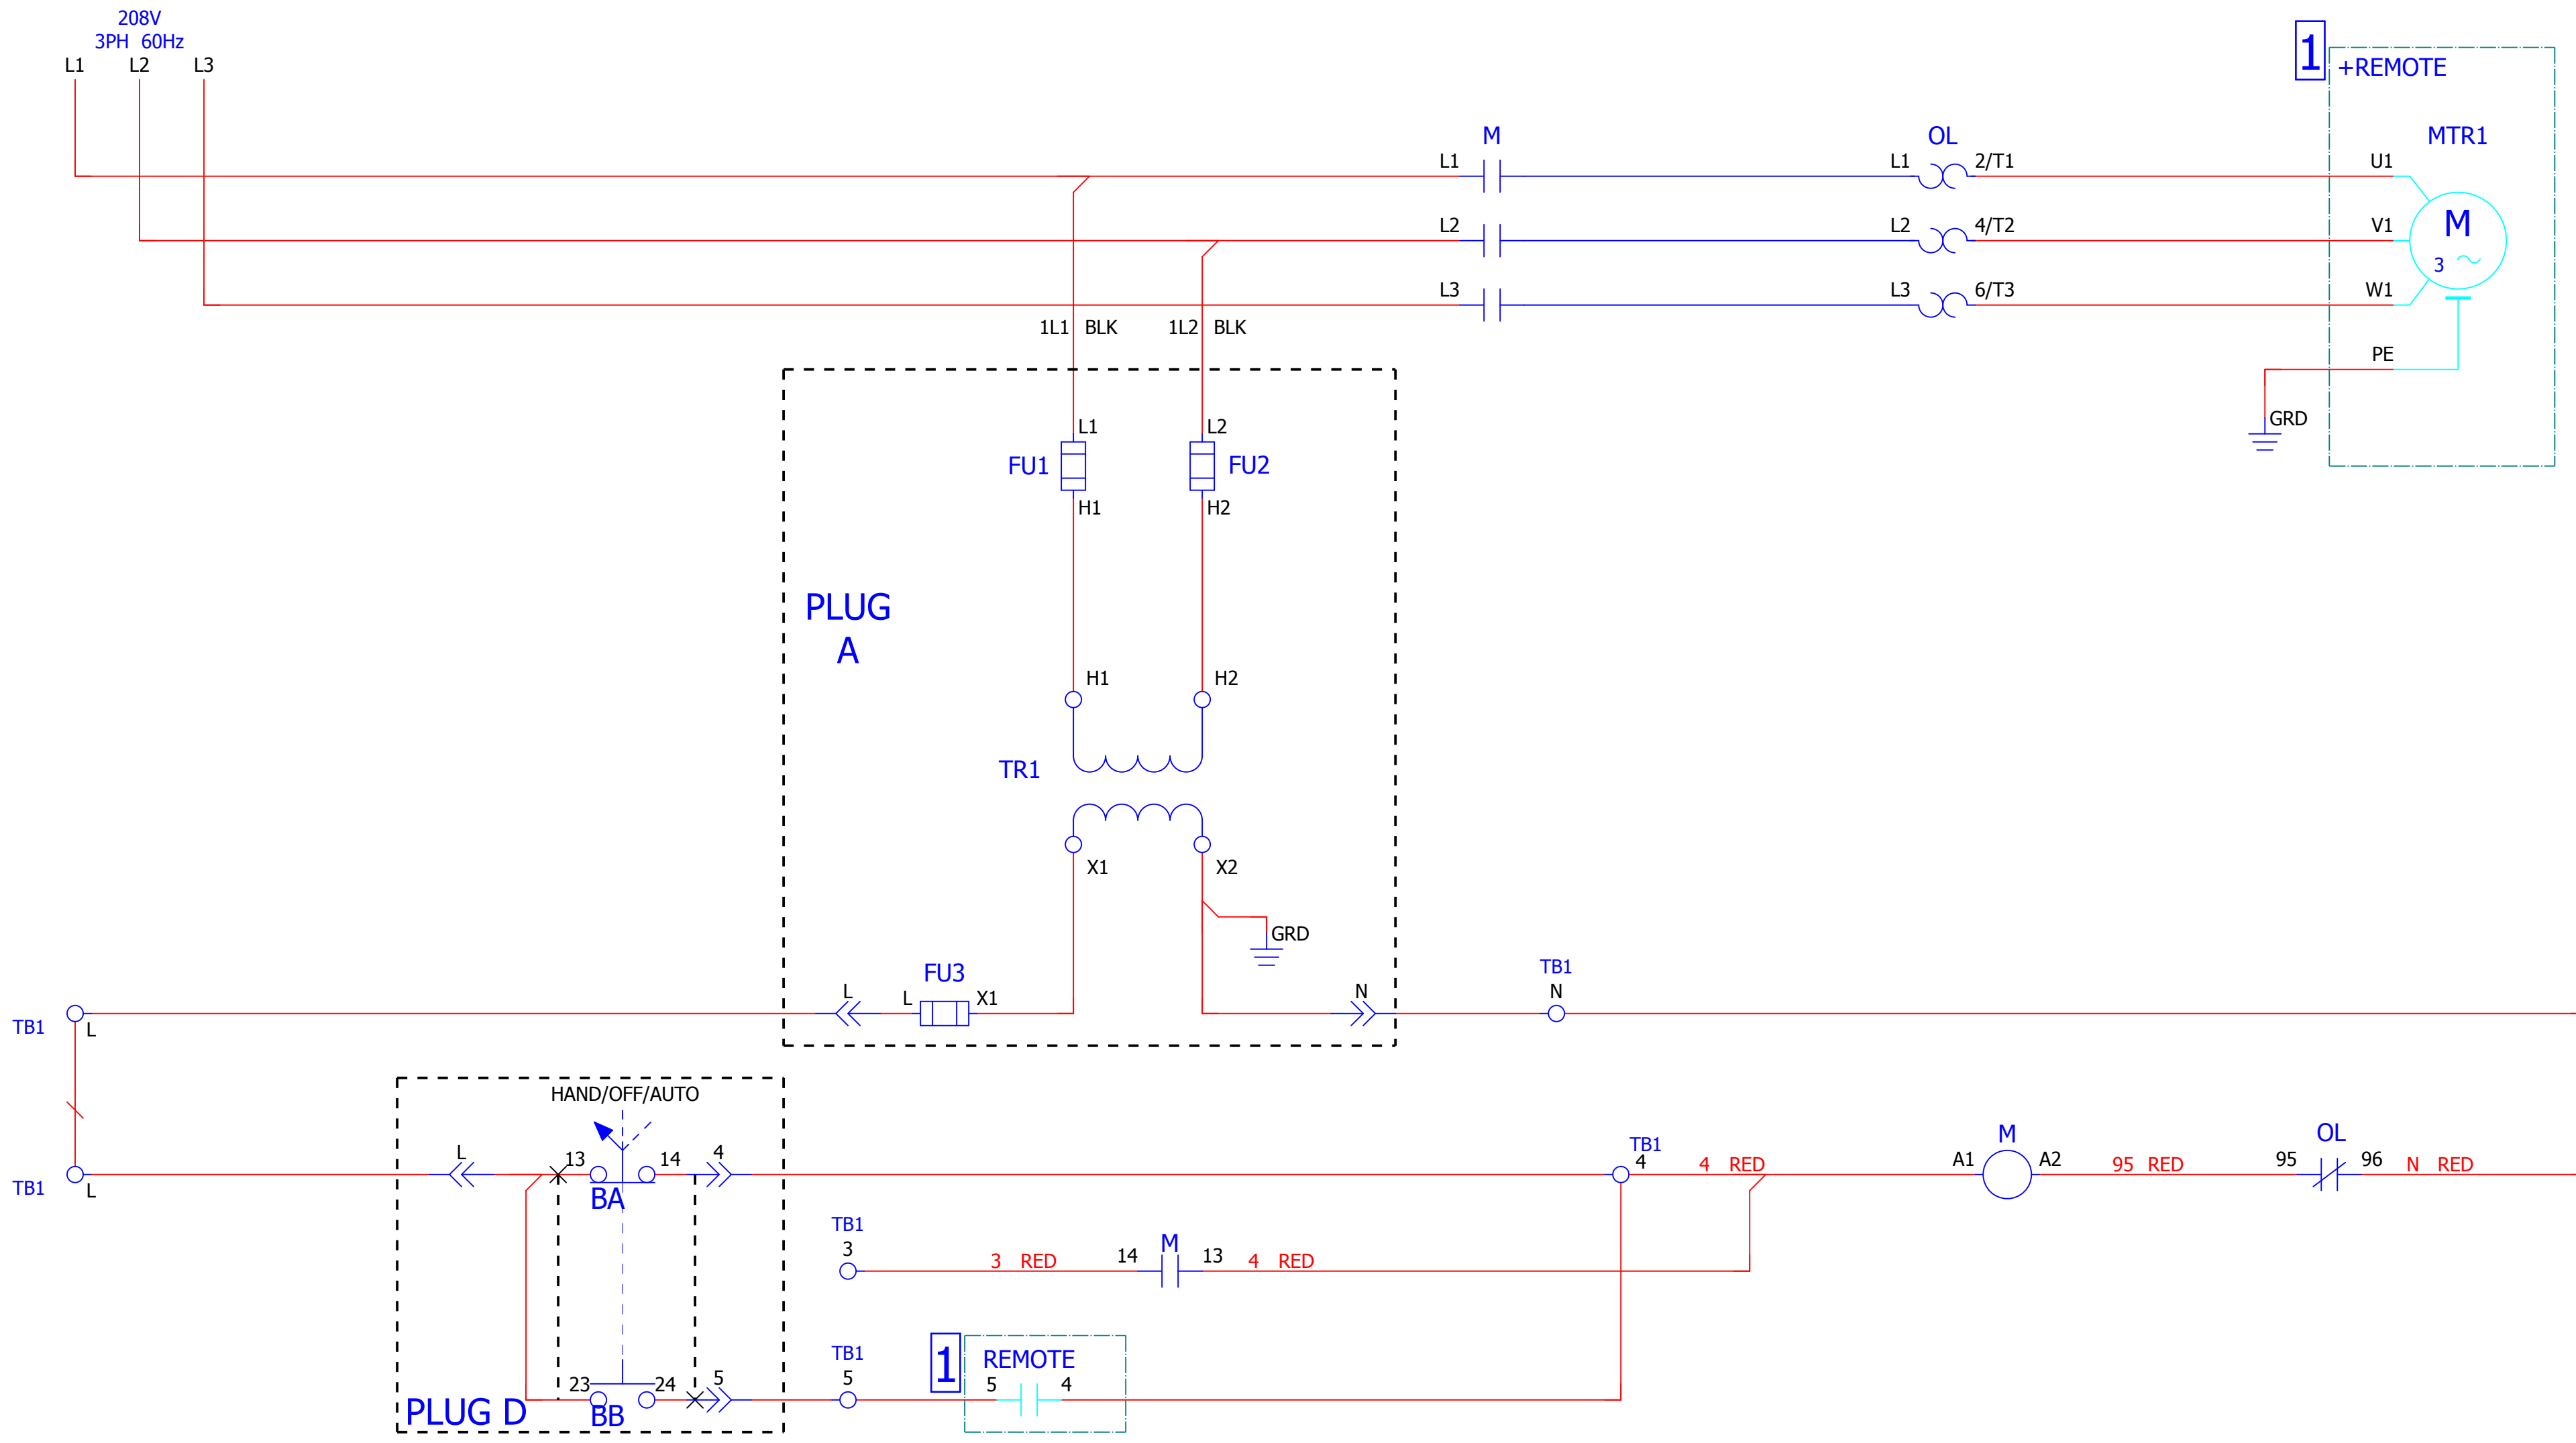 208V
3PH 60Hz
L1 L2 L3
1
+REMOTE
M OL MTR1
L1 L1 2/T1 U1
L2 L2 4/T2 V1
M
3
L3 L3 6/T3 W1
1L1 BLK 1L2 BLK
PE
GRD
L1 L2
FU1 FU2
H1 H2
PLUG
A
H1 H2
TR1
X1 X2
GRD
FU3
TB1
L L X1 N N
TB1
L
HAND/OFF/AUTO
L 13 14 4
TB1
4
4 RED
M
A1 A2
95 RED
OL
95 96
N RED
TB1
L
BA
TB1
3
3 RED
14 M 13
4 RED
TB1
5
1
REMOTE
5 4
23 24 5
BB
PLUG D